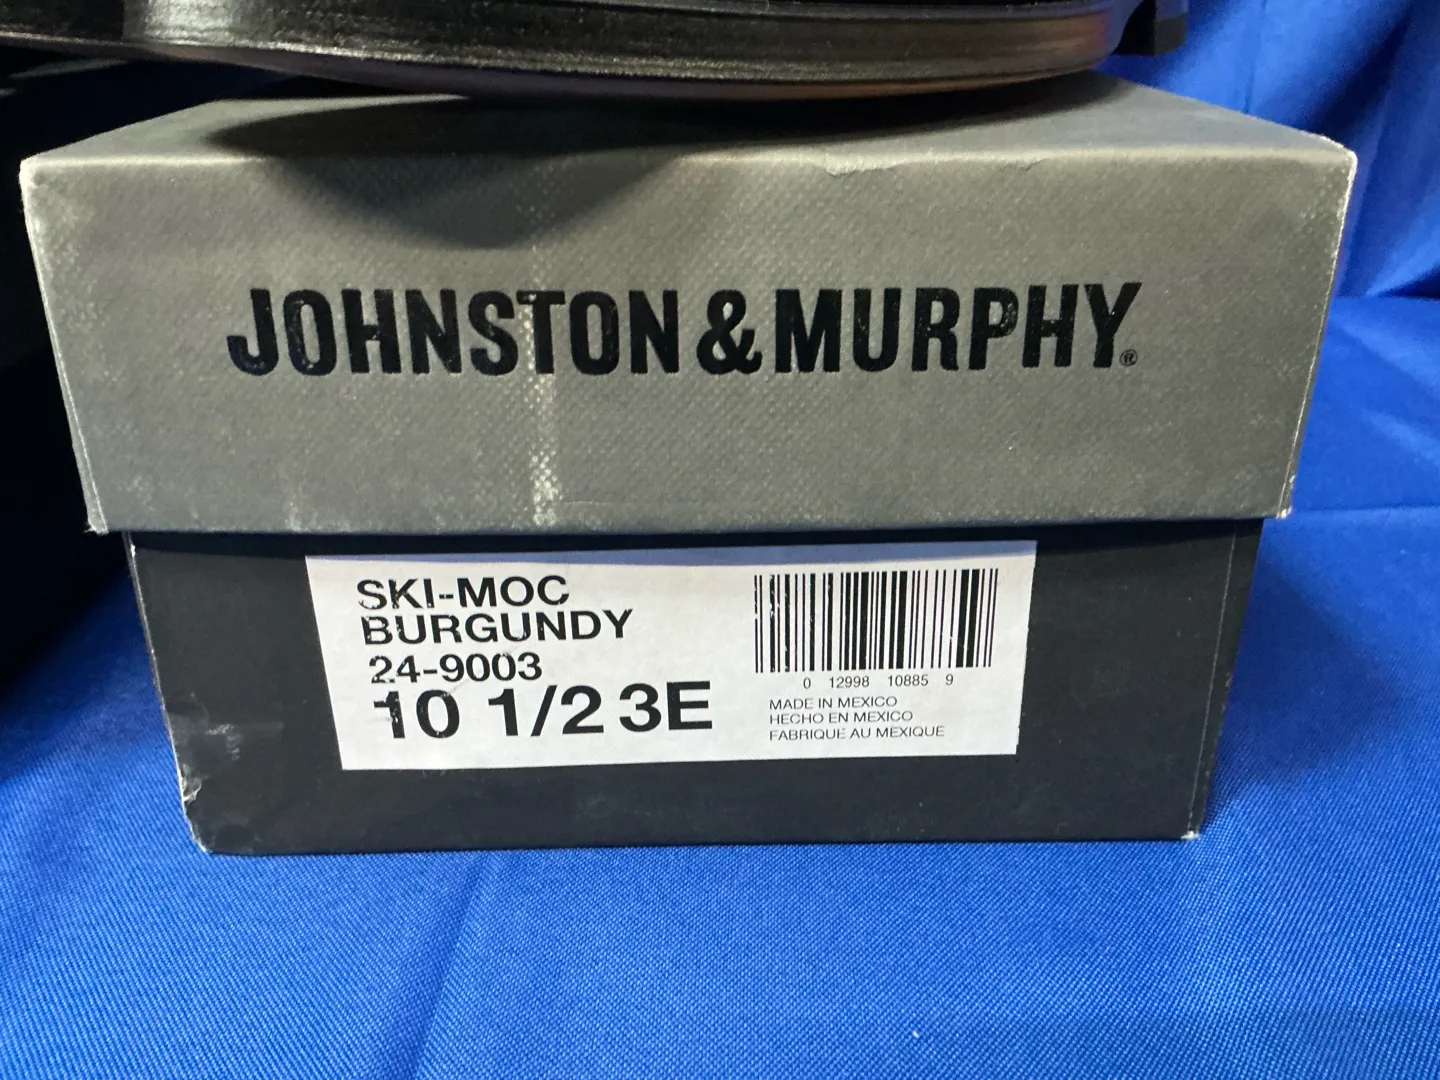 JOHNSTON & MURPHY®
SKI-MOC
BURGUNDY
24-9003
10 1/2 3E
0 12998 10885 9
MADE IN MEXICO
HECHO EN MEXICO
FABRIQUE AU MEXIQUE